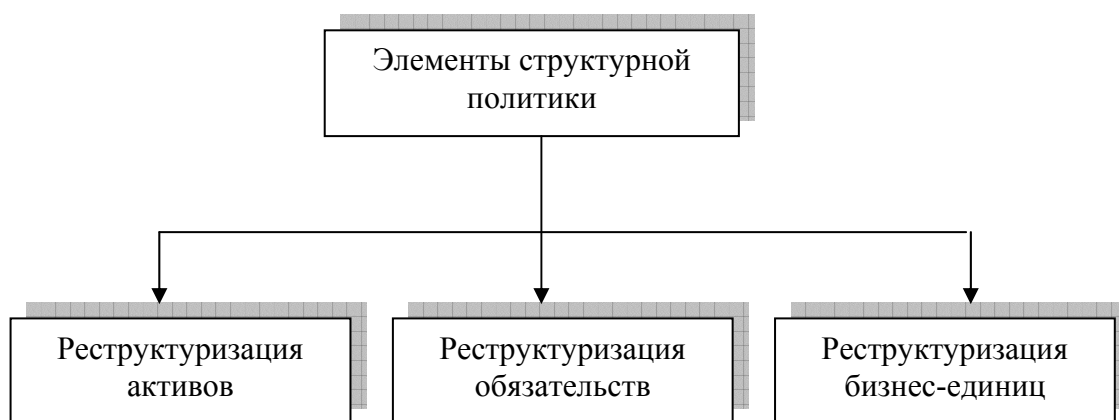 Элементы структурной
политики
Реструктуризация
активов
Реструктуризация
обязательств
Реструктуризация
бизнес-единиц